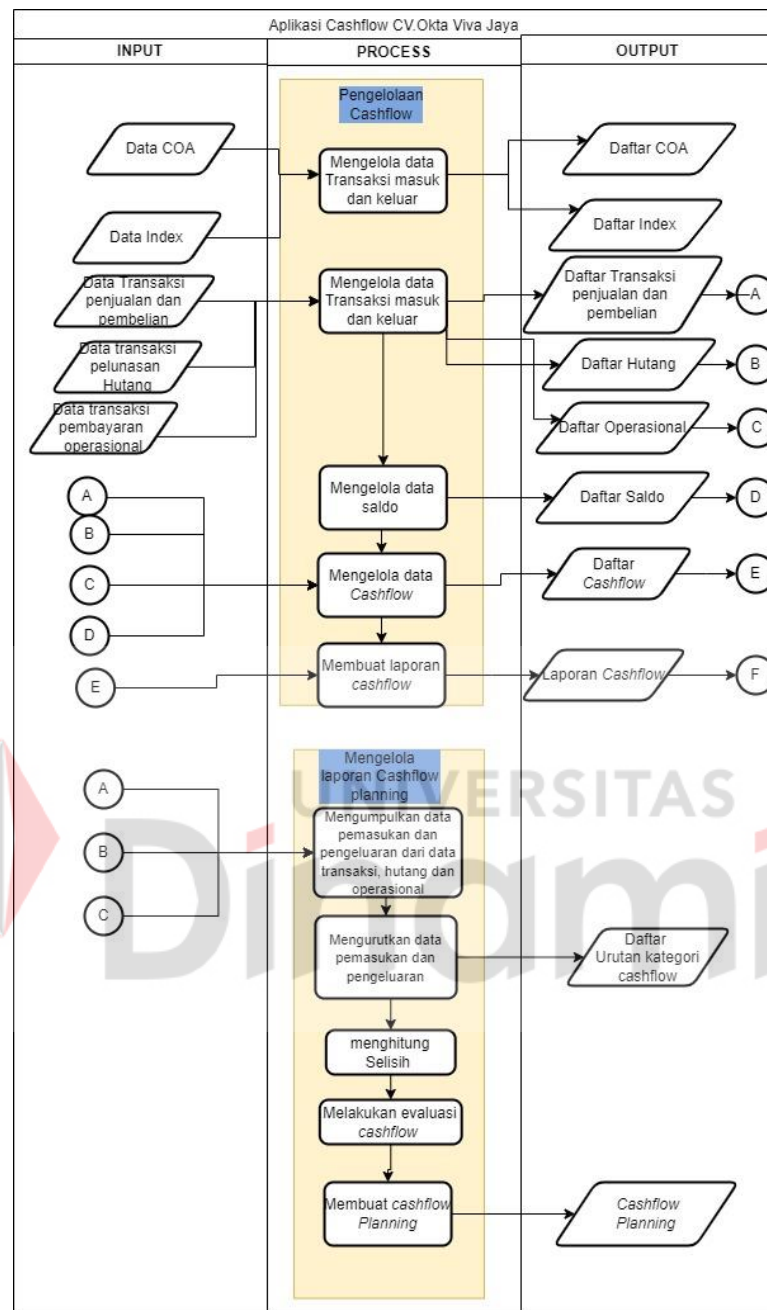 Aplikasi Cashflow CV.Okta Viva Jaya
INPUT
PROCESS
OUTPUT
Pengelolaan
Cashflow
Data COA
Mengelola data
Transaksi masuk
dan keluar
Daftar COA
Data Index
Daftar Index
Data Transaksi
penjualan dan
pembelian
Mengelola data
Transaksi masuk
dan keluar
Daftar Transaksi
penjualan dan
pembelian
A
Data transaksi
pelunasan
Hutang
Daftar Hutang
B
Data transaksi
pembayaran
operasional
Daftar Operasional
C
A
B
C
D
Mengelola data
saldo
Daftar Saldo
D
Mengelola data
Cashflow
Daftar
Cashflow
E
E
Membuat laporan
cashflow
Laporan Cashflow
F
Mengelola
laporan Cashflow
planning
A
B
C
Mengumpulkan data
pemasukan dan
pengeluaran dari data
transaksi, hutang dan
operasional
Mengurutkan data
pemasukan dan
pengeluaran
Daftar
Urutan kategori
cashflow
menghitung
Selisih
Melakukan evaluasi
cashflow
Membuat cashflow
Planning
Cashflow
Planning
UNIVERSITAS
Dinami